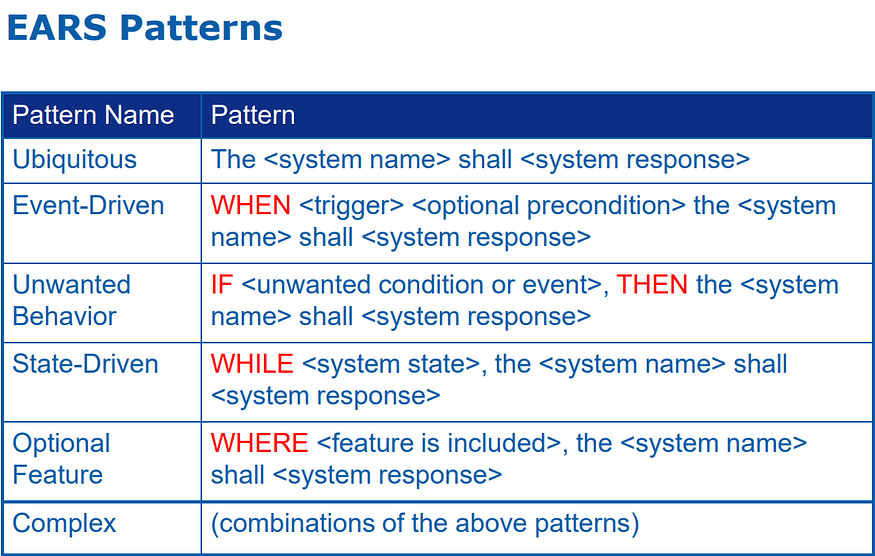 EARS Patterns
Pattern Name
Pattern
Ubiquitous
The <system name> shall <system response>
Event-Driven
WHEN <trigger> <optional precondition> the <system
name> shall <system response>
Unwanted
Behavior
IF <unwanted condition or event>, THEN the <system
name> shall <system response>
State-Driven
WHILE <system state>, the <system name> shall
<system response>
Optional
Feature
WHERE <feature is included>, the <system name>
shall <system response>
Complex
(combinations of the above patterns)